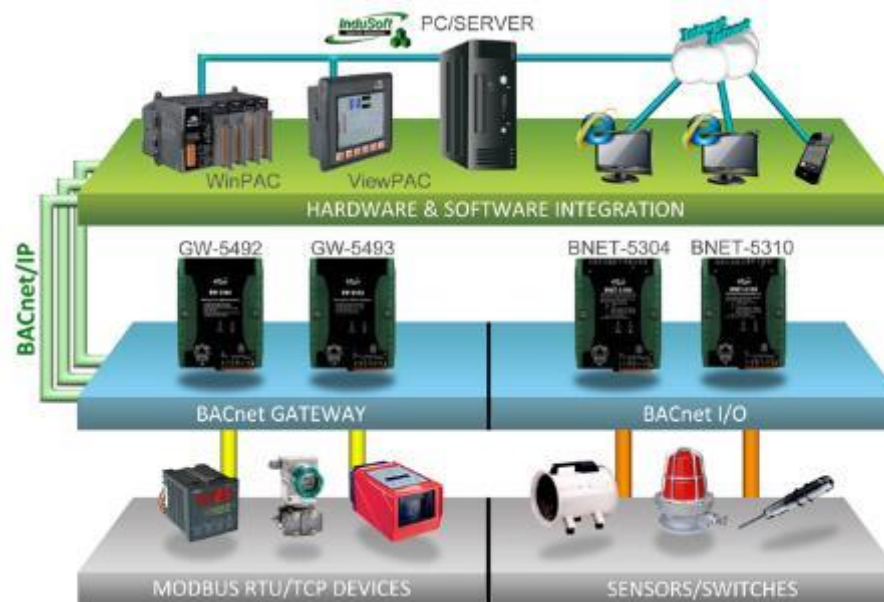 InduSoft
PC/SERVER
WinPAC
ViewPAC
HARDWARE & SOFTWARE INTEGRATION
BACnet/IP
GW-5492
GW-5493
BNET-5304
BNET-5310
BACnet GATEWAY
BACnet I/O
MODBUS RTU/TCP DEVICES
SENSORS/SWITCHES